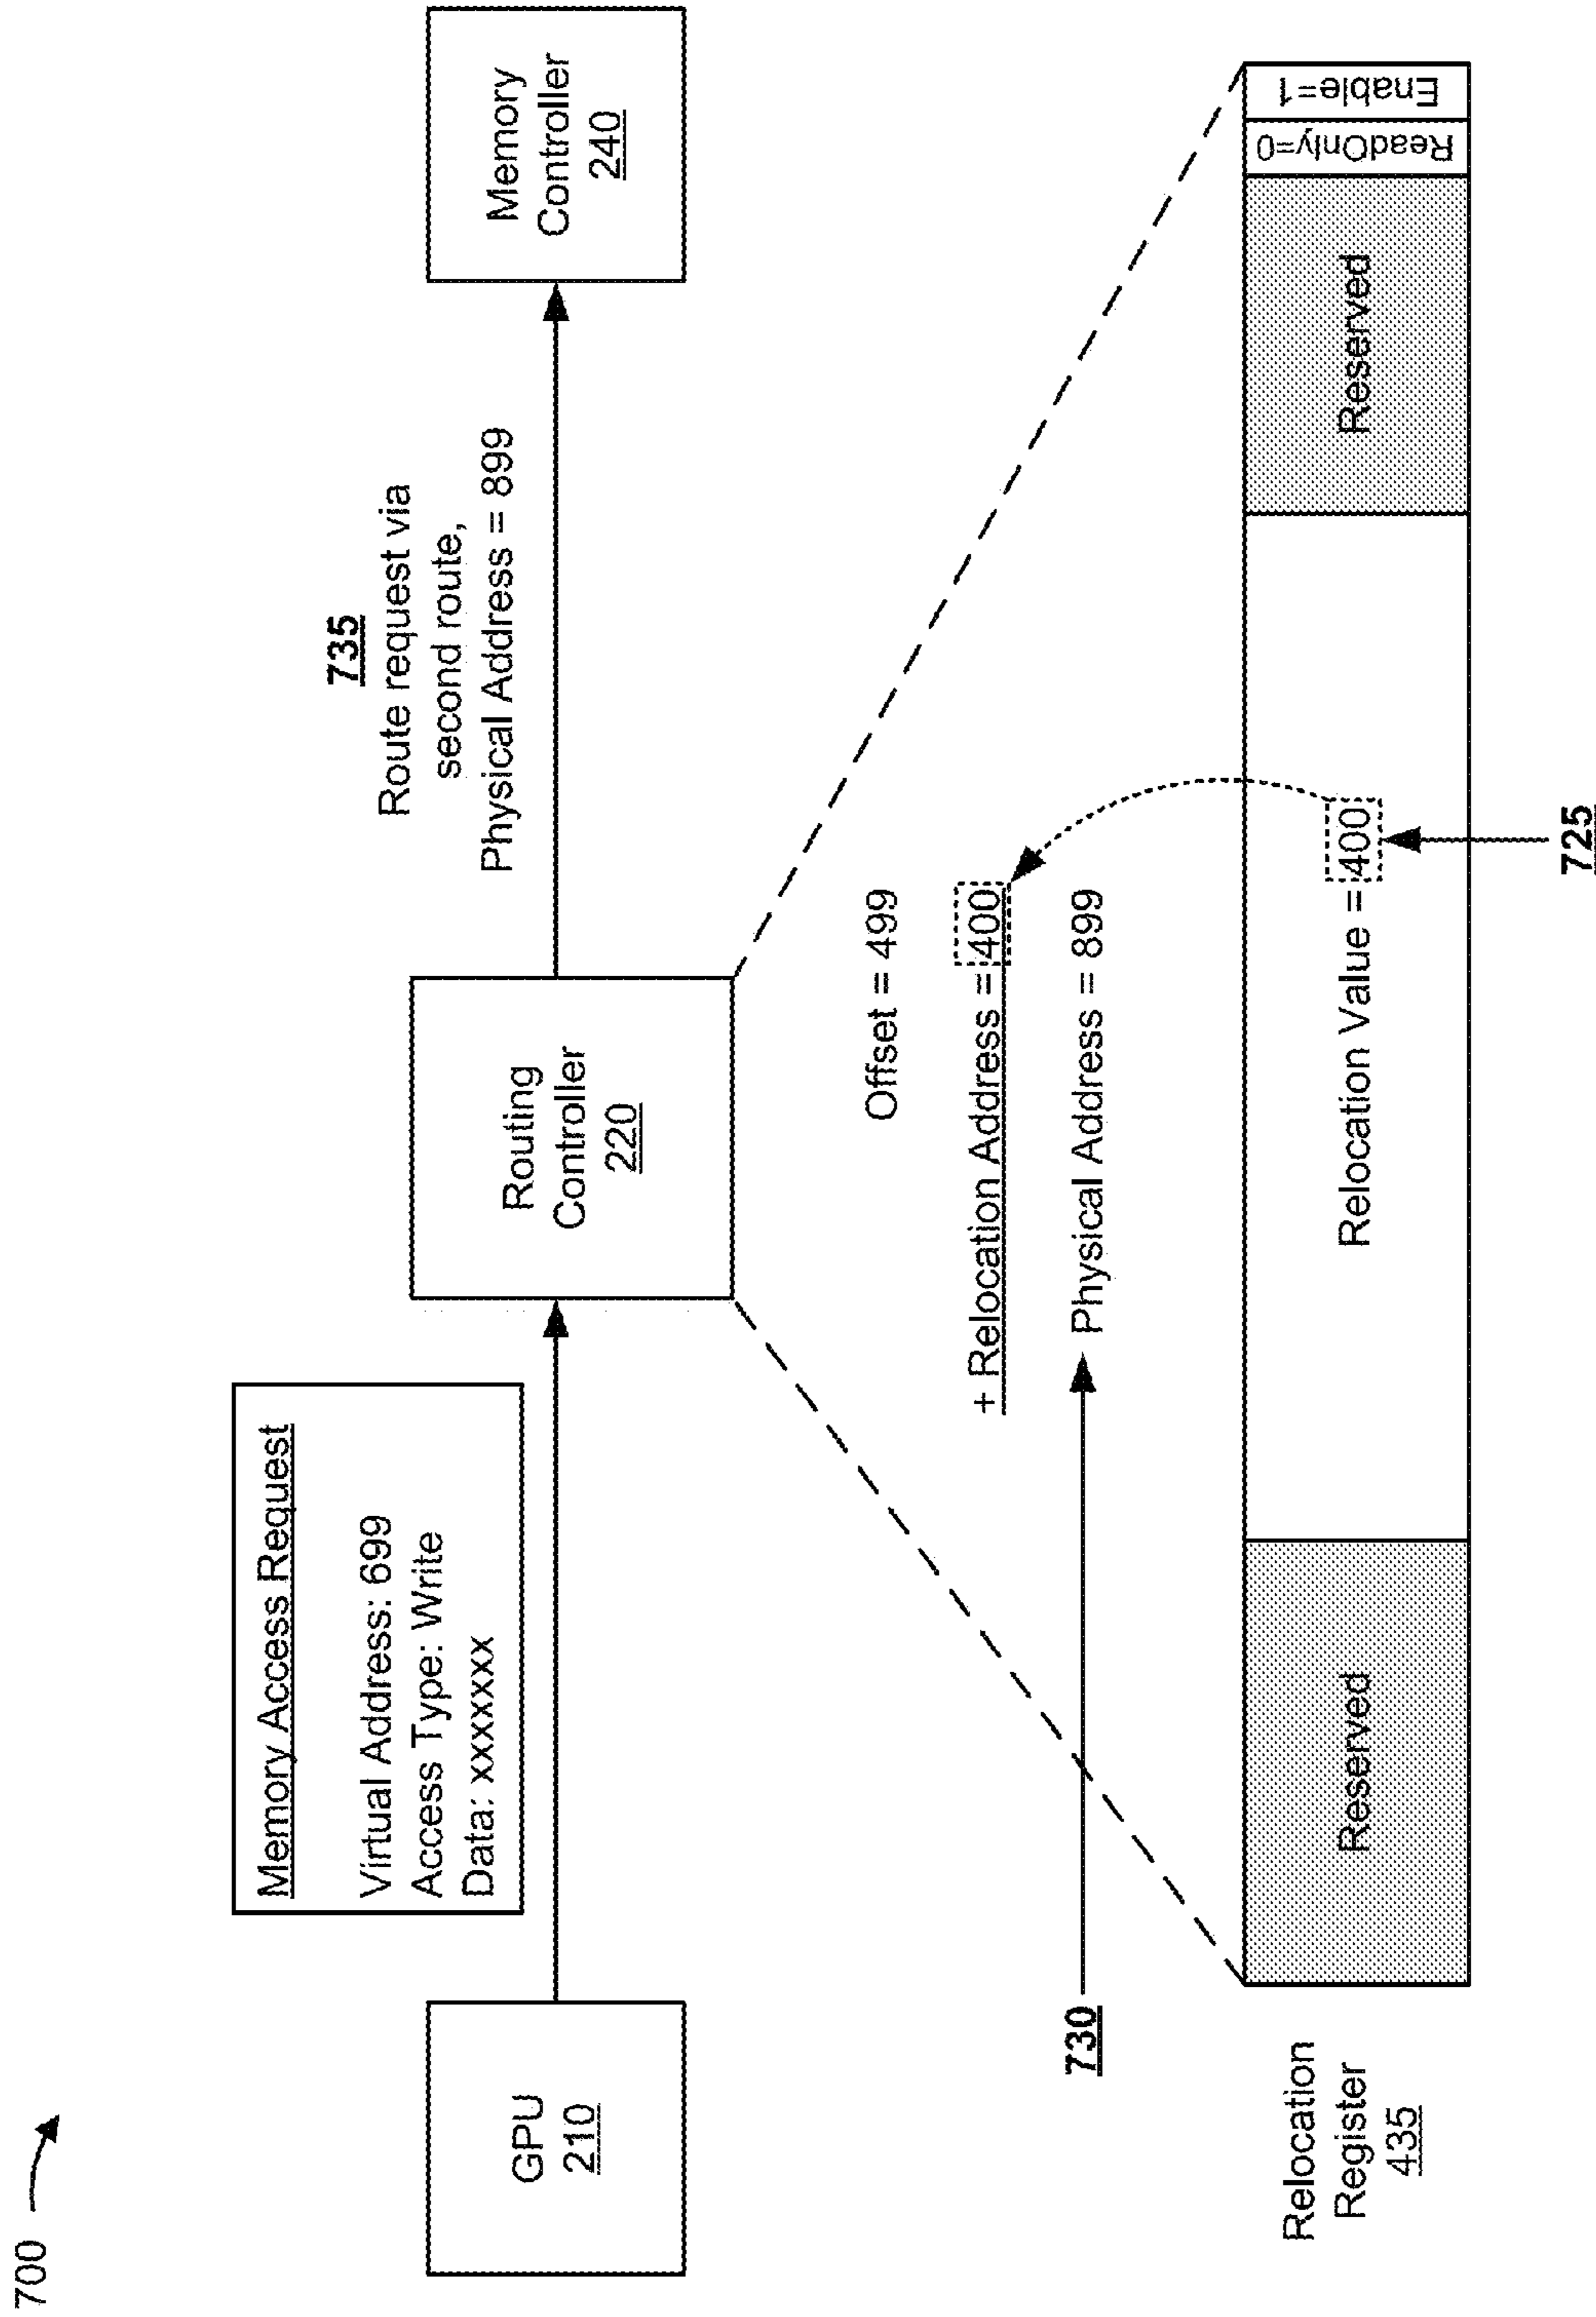 700
Memory Access Request
Virtual Address: 699
Access Type: Write
Data: xxxxxx
735
Route request via
second route,
Physical Address = 899
GPU
210
Routing
Controller
220
Memory
Controller
240
Offset = 499
+ Relocation Address = 400
730
Physical Address = 899
Relocation
Register
435
Reserved
Relocation Value = 400
Reserved
ReadOnly=0
Enable=1
725